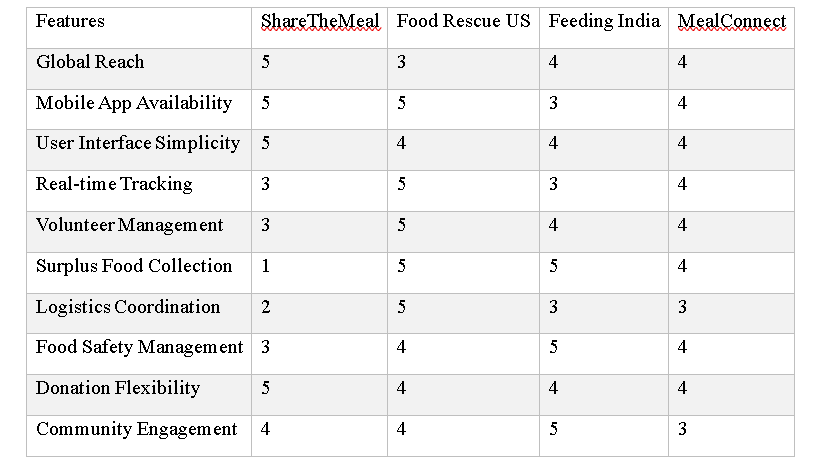 Features ShareTheMeal Food Rescue US Feeding India MealConnect
Global Reach 5 3 4 4
Mobile App Availability 5 5 3 4
User Interface Simplicity 5 4 4 4
Real-time Tracking 3 5 3 4
Volunteer Management 3 5 4 4
Surplus Food Collection 1 5 5 4
Logistics Coordination 2 5 3 3
Food Safety Management 3 4 5 4
Donation Flexibility 5 4 4 4
Community Engagement 4 4 5 3